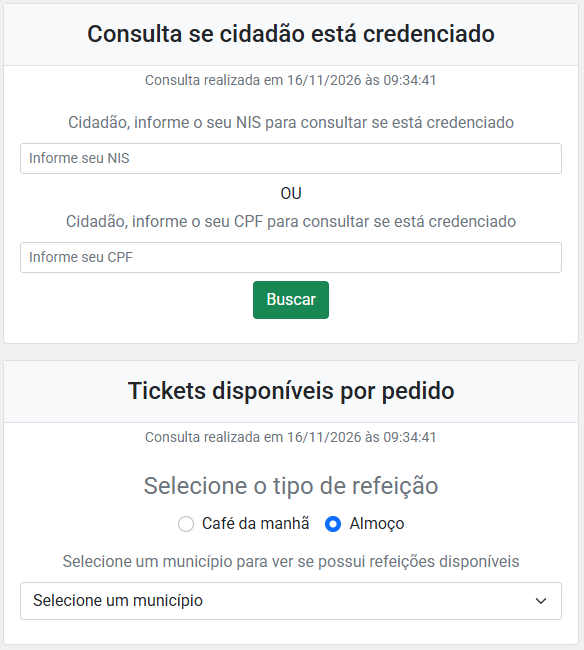 Consulta se cidadão está credenciado
Consulta realizada em 16/11/2026 às 09:34:41
Cidadão, informe o seu NIS para consultar se está credenciado
Informe seu NIS
OU
Cidadão, informe o seu CPF para consultar se está credenciado
Informe seu CPF
Buscar
Tickets disponíveis por pedido
Consulta realizada em 16/11/2026 às 09:34:41
Selecione o tipo de refeição
Café da manhã Almoço
Selecione um município para ver se possui refeições disponíveis
Selecione um município